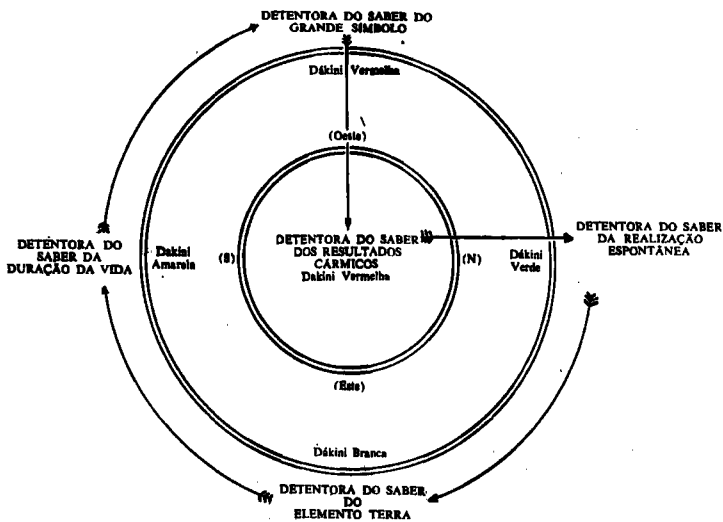 DETENTORA DO SABER DO
GRANDE SÍMBOLO
Dákini Vermelha
(Oeste)
DETENTORA DO
SABER DA
DURAÇÃO DA VIDA
Dakini
Amarela
(S)
DETENTORA DO SABER
DOS RESULTADOS
CÁRMICOS
Dakini Vermelha
(N)
Dákini
Verde
DETENTORA DO SABER
DA REALIZAÇÃO
ESPONTÂNEA
(Este)
Dákini Branca
DETENTORA DO SABER
DO
ELEMENTO TERRA